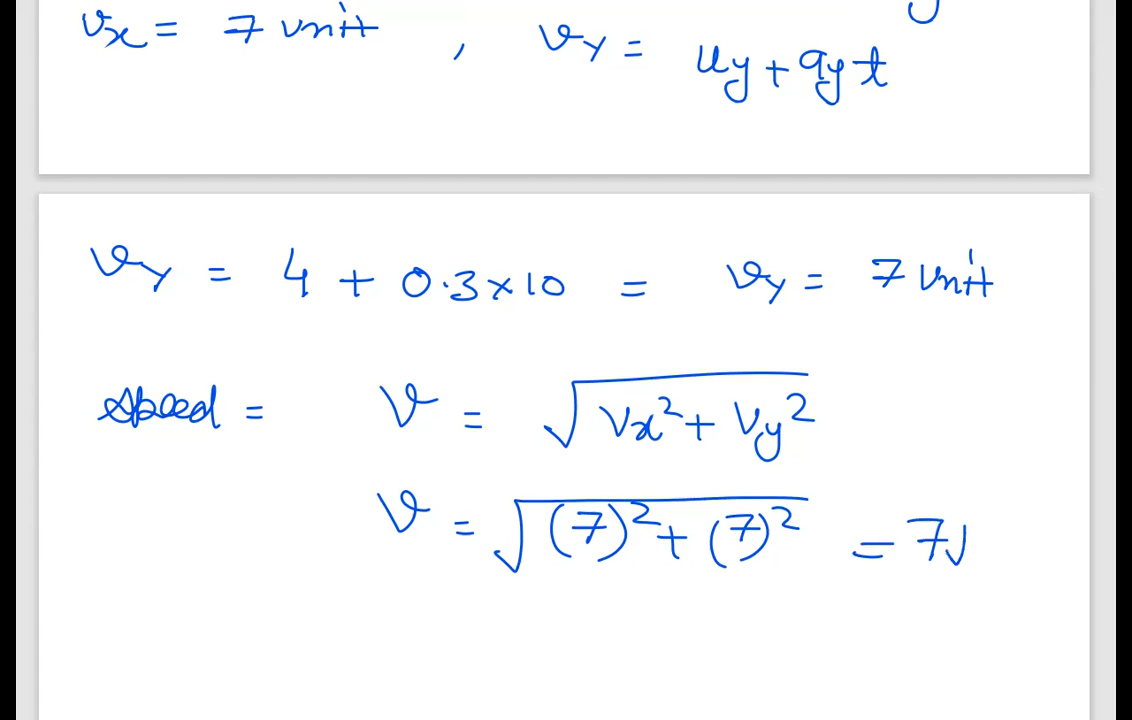 vx = 7 unit , vy = uy + ayt
vy = 4 + 0.3 × 10 = vy = 7 unit
speed = v = √vx² + vy²
v = √(7)² + (7)² = 7√